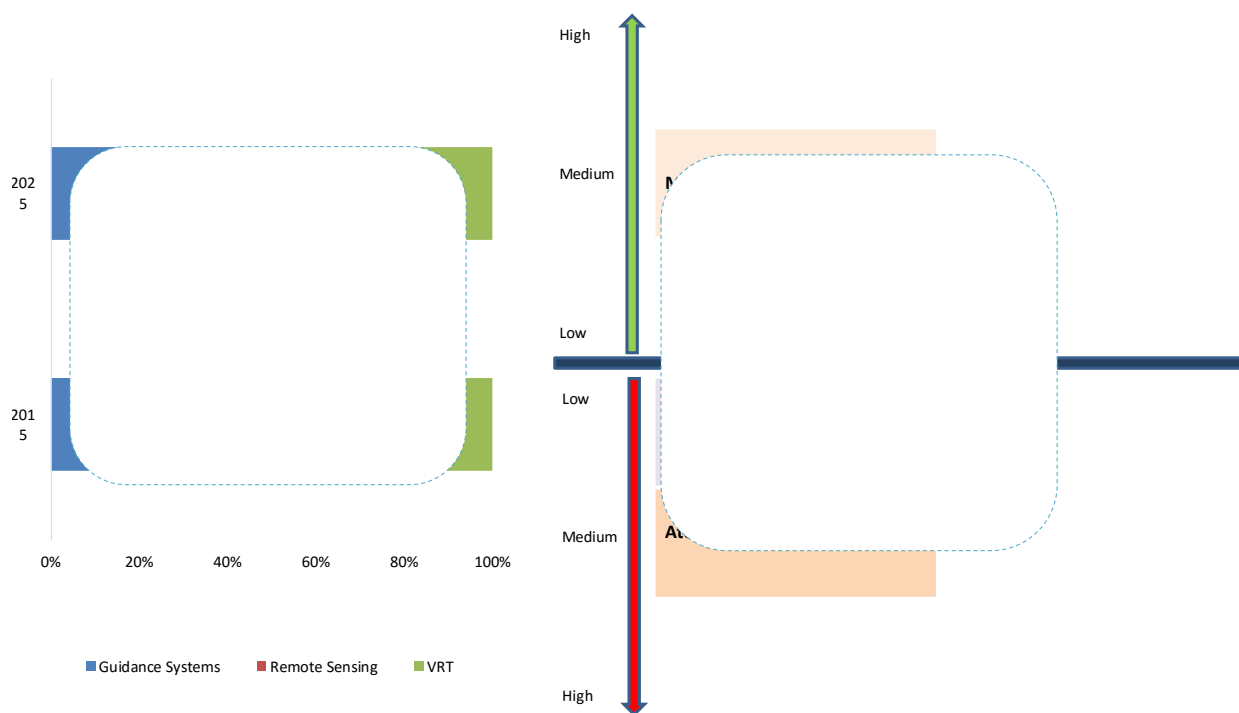 202
5
201
5
0%
20%
40%
60%
80%
100%
Guidance Systems
Remote Sensing
VRT
High
Medium
Low
Low
Medium
High